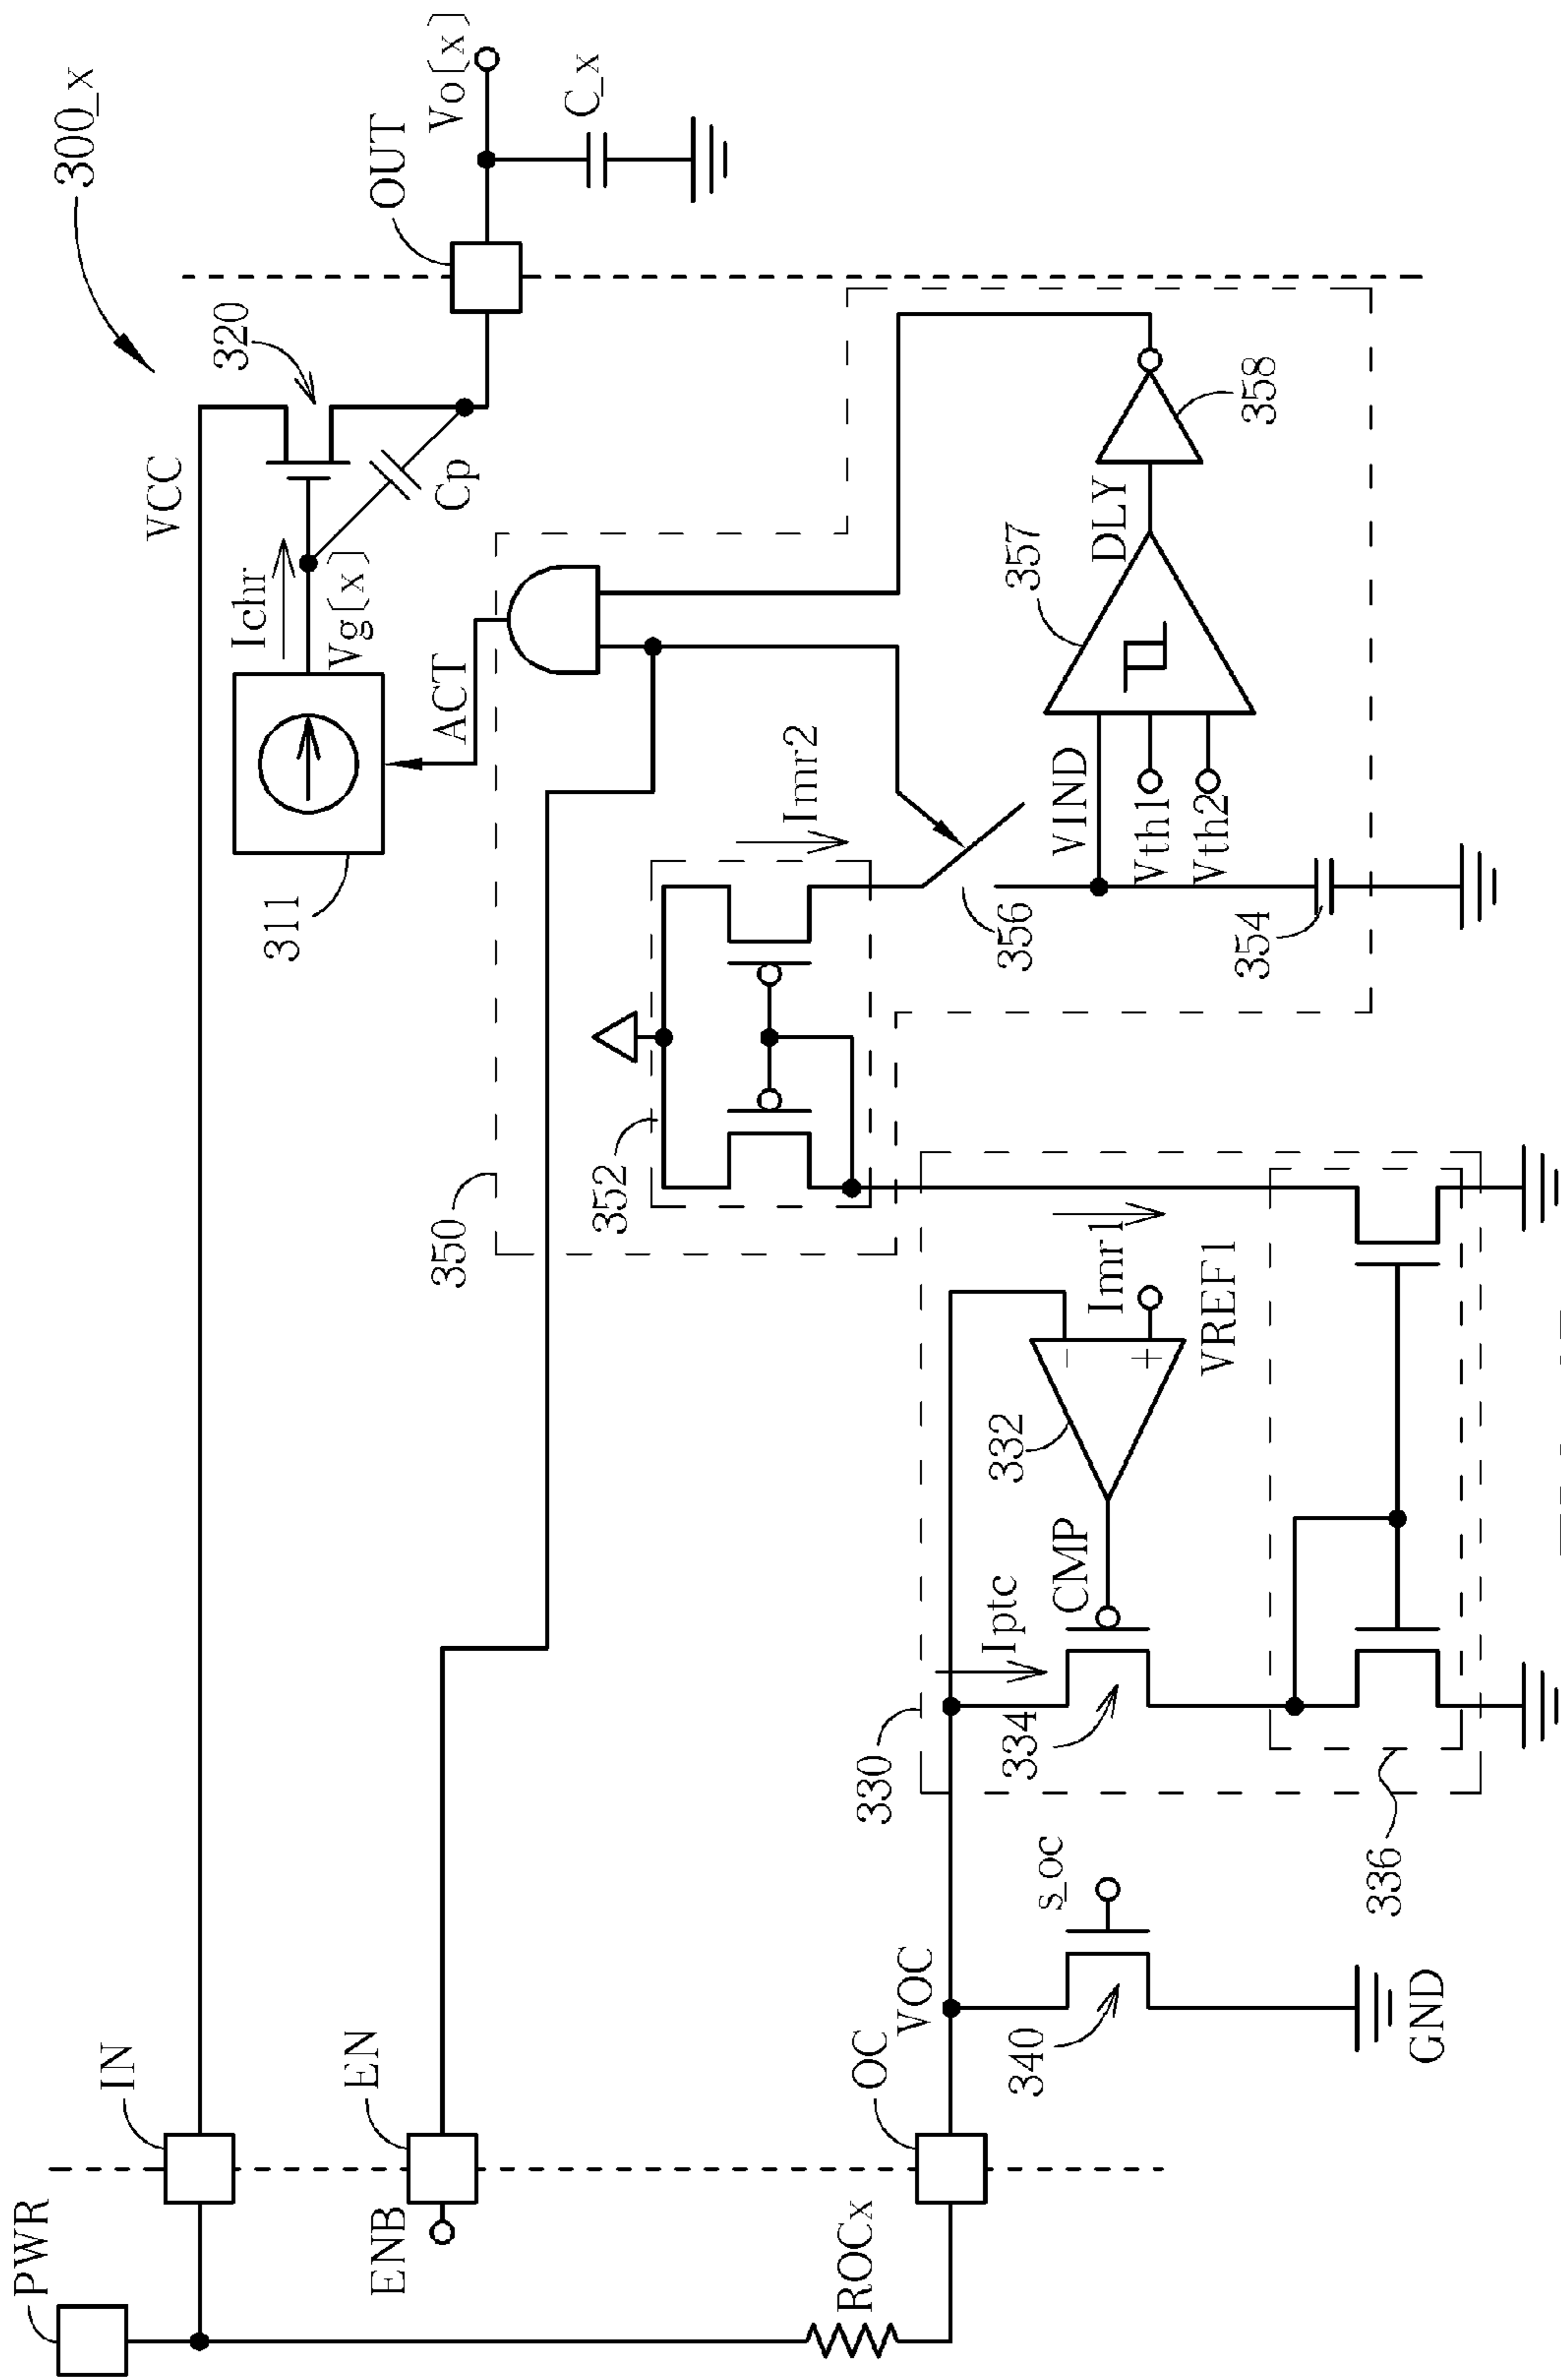 300_x
PWR
IN
VCC
320
OUT
Vo[x]
C_x
311
Ichr
Vg[x]
Cp
ENB
EN
ACT
350
352
Imr2
356
VIND
Vth1
Vth2
354
357
DLY
358
ROCx
OC
VOC
330
340
s_oc
GND
Iptc
334
CMP
332
-
+
Imr1
VREF1
336